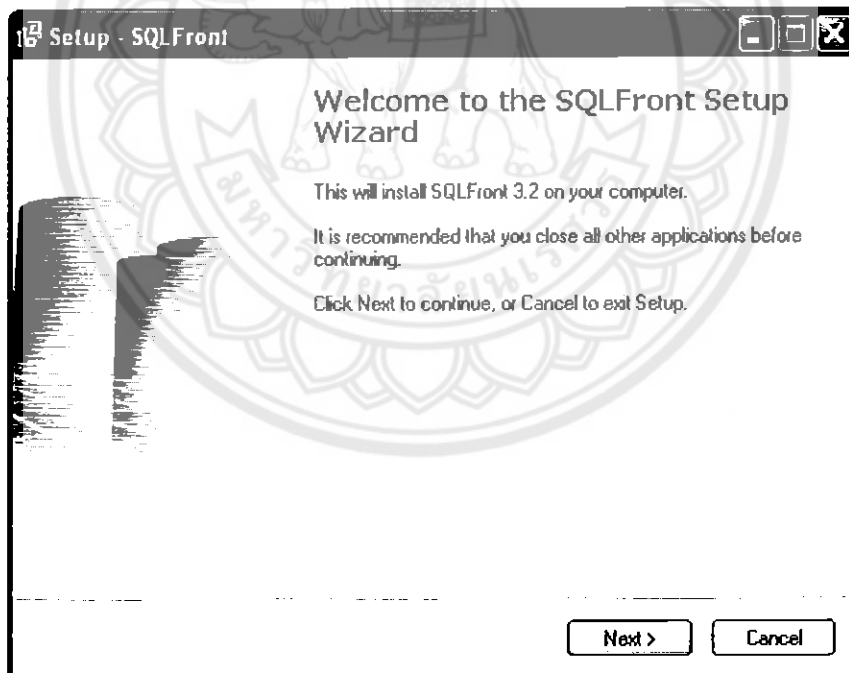 Setup - SQLFront
Welcome to the SQLFront Setup
Wizard
This will install SQLFront 3.2 on your computer.
It is recommended that you close all other applications before
continuing.
Click Next to continue, or Cancel to exit Setup.
Next >
Cancel